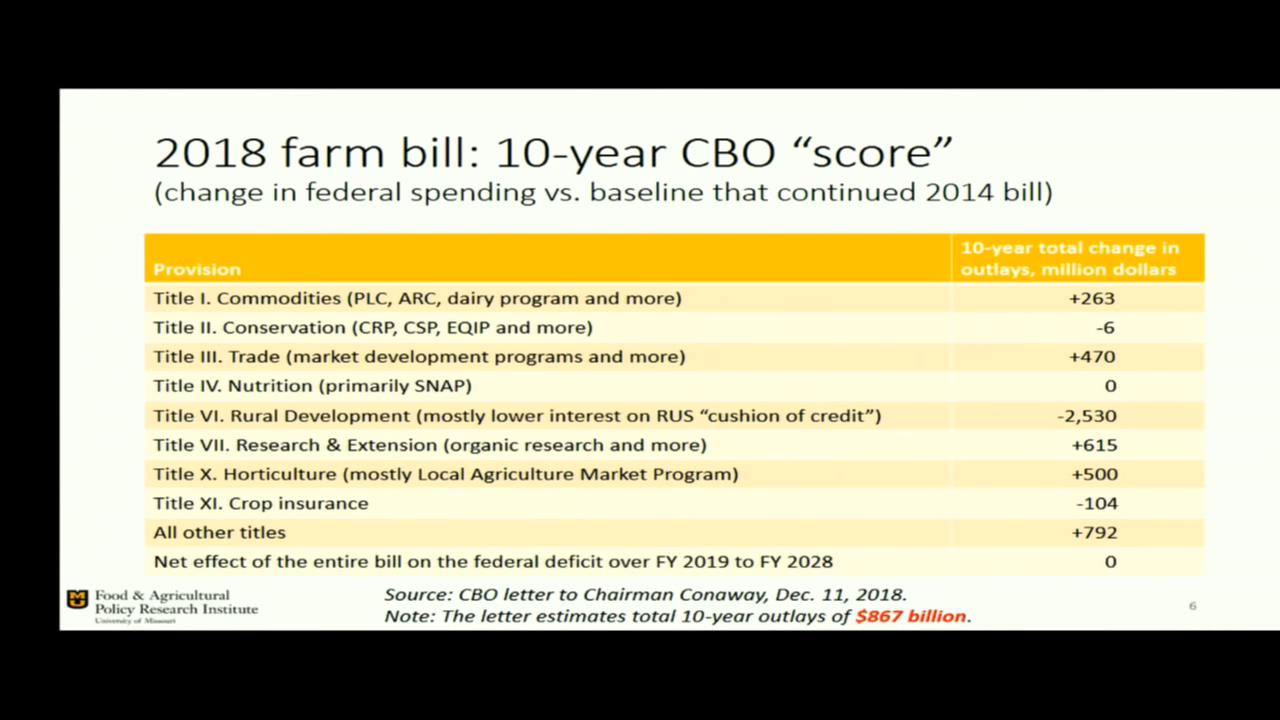 2018 farm bill: 10-year CBO “score”
(change in federal spending vs. baseline that continued 2014 bill)
Provision
10-year total change in
outlays, million dollars
Title I. Commodities (PLC, ARC, dairy program and more) +263
Title II. Conservation (CRP, CSP, EQIP and more) -6
Title III. Trade (market development programs and more) +470
Title IV. Nutrition (primarily SNAP) 0
Title VI. Rural Development (mostly lower interest on RUS “cushion of credit”) -2,530
Title VII. Research & Extension (organic research and more) +615
Title X. Horticulture (mostly Local Agriculture Market Program) +500
Title XI. Crop insurance -104
All other titles +792
Net effect of the entire bill on the federal deficit over FY 2019 to FY 2028 0
Food & Agricultural
Policy Research Institute
University of Missouri
Source: CBO letter to Chairman Conaway, Dec. 11, 2018.
Note: The letter estimates total 10-year outlays of $867 billion.
6